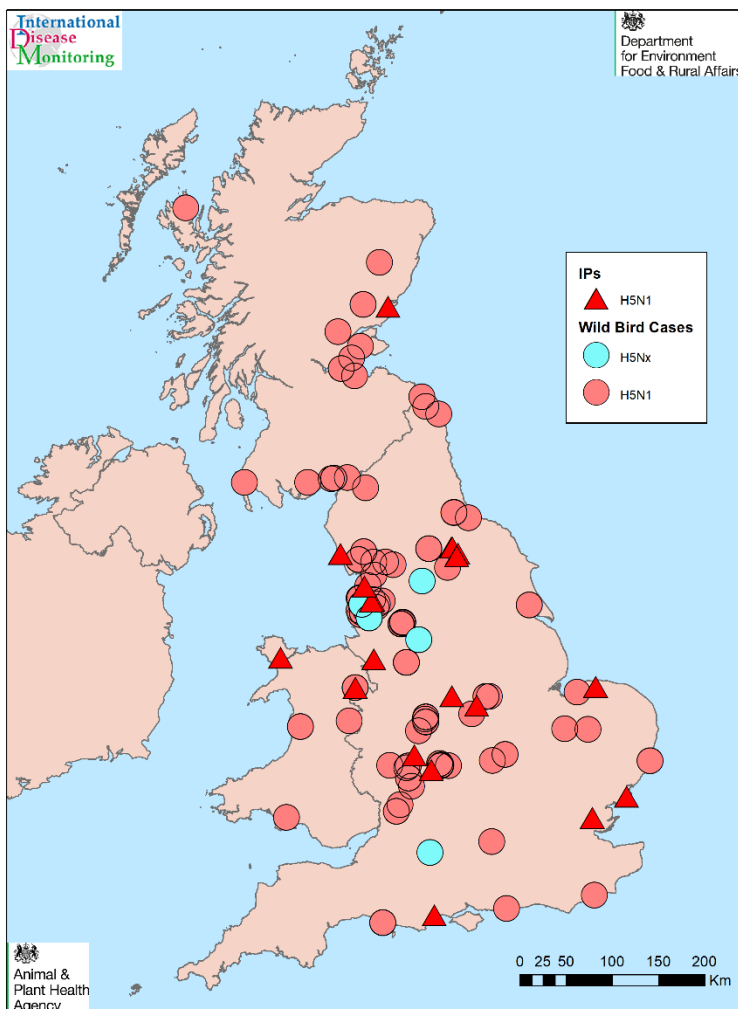 International
Disease
Monitoring
Department
for Environment
Food & Rural Affairs
IPs
H5N1
Wild Bird Cases
H5Nx
H5N1
0 25 50 100 150 200
Km
Animal &
Plant Health
Agency